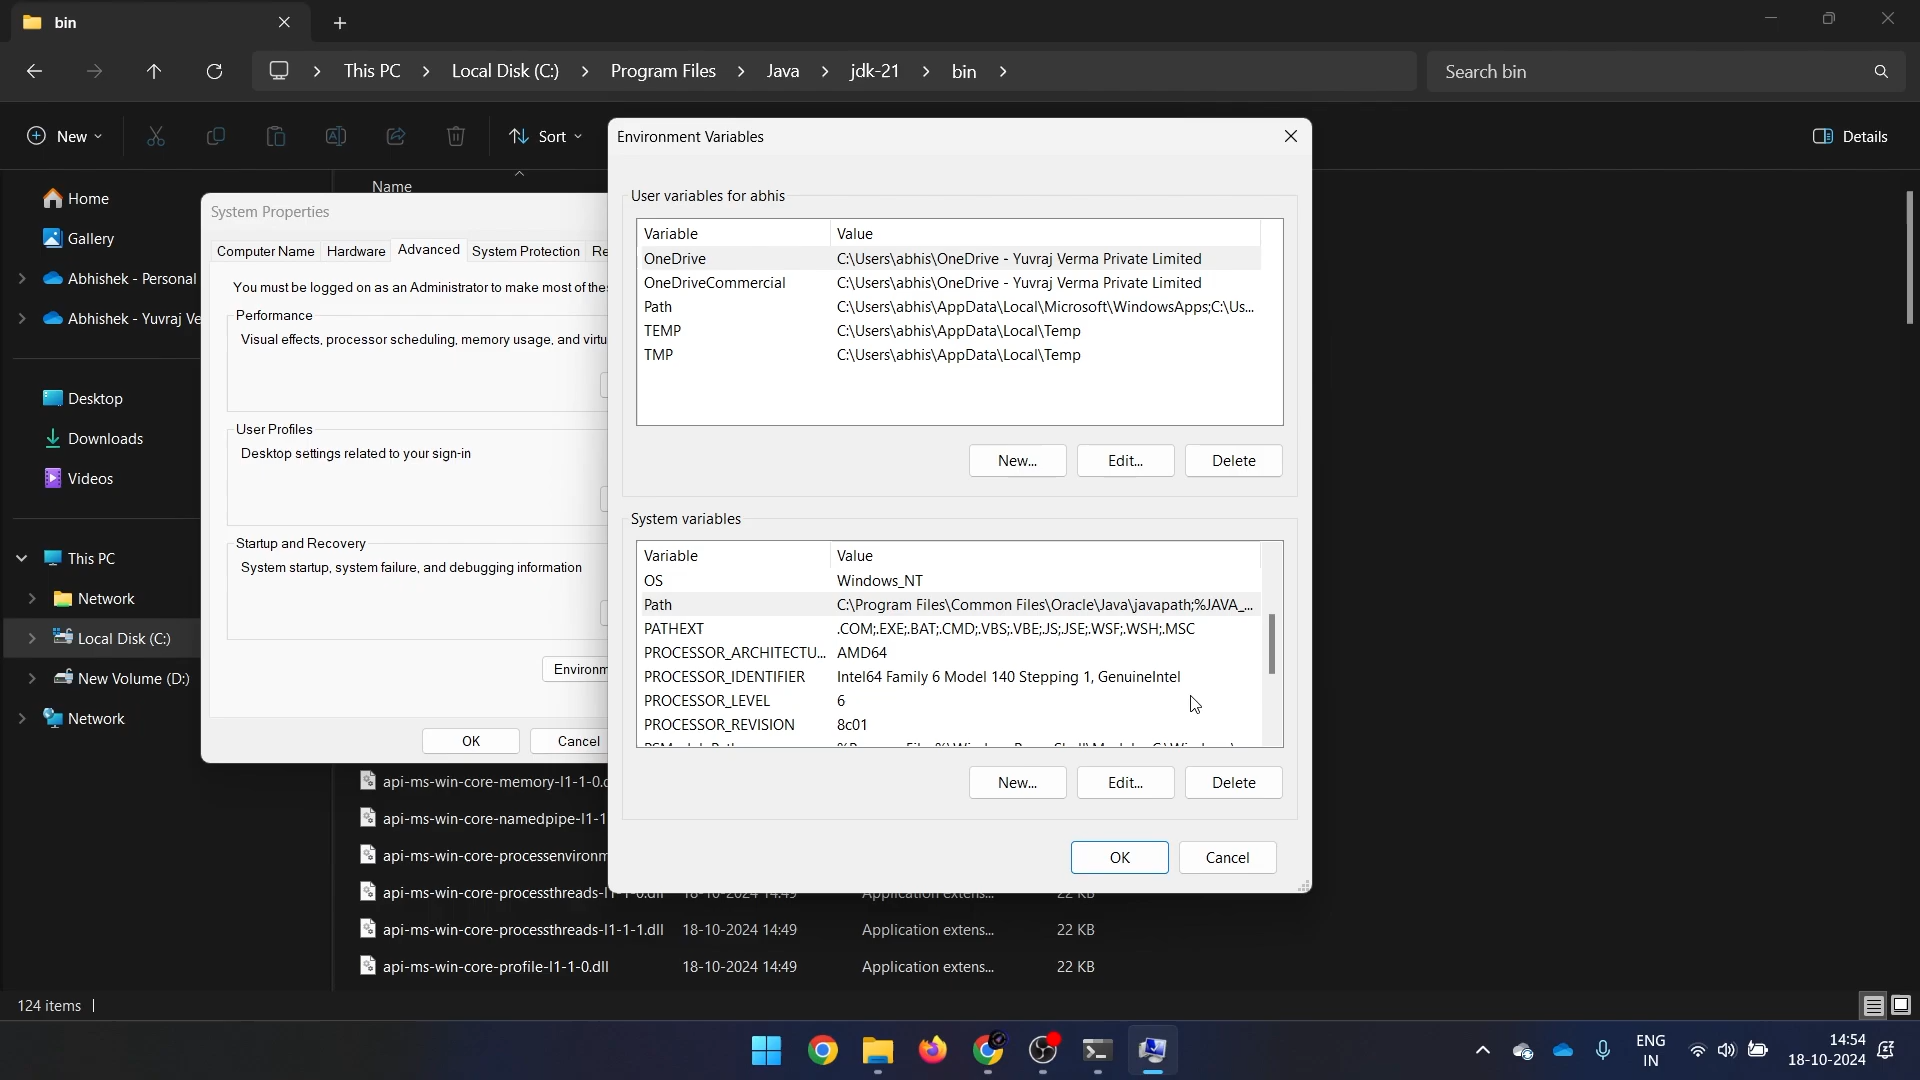 bin
This PC > Local Disk (C:) > Program Files > Java > jdk-21 > bin >
Search bin
New
Sort
Details
Home
Gallery
Abhishek - Personal
Abhishek - Yuvraj Ve
Desktop
Downloads
Videos
This PC
Network
Local Disk (C:)
New Volume (D:)
Network
Name
System Properties
Computer Name
Hardware
Advanced
System Protection
Re
You must be logged on as an Administrator to make most of the
Performance
Visual effects, processor scheduling, memory usage, and virtu
User Profiles
Desktop settings related to your sign-in
Startup and Recovery
System startup, system failure, and debugging information
Environm
OK
Cancel
Environment Variables
User variables for abhis
Variable Value
OneDrive C:\Users\abhis\OneDrive - Yuvraj Verma Private Limited
OneDriveCommercial C:\Users\abhis\OneDrive - Yuvraj Verma Private Limited
Path C:\Users\abhis\AppData\Local\Microsoft\WindowsApps;C:\Us...
TEMP C:\Users\abhis\AppData\Local\Temp
TMP C:\Users\abhis\AppData\Local\Temp
New... Edit... Delete
System variables
Variable Value
OS Windows_NT
Path C:\Program Files\Common Files\Oracle\Java\javapath;%JAVA_...
PATHEXT .COM;.EXE;.BAT;.CMD;.VBS;.VBE;.JS;.JSE;.WSF;.WSH;.MSC
PROCESSOR_ARCHITECTU... AMD64
PROCESSOR_IDENTIFIER Intel64 Family 6 Model 140 Stepping 1, GenuineIntel
PROCESSOR_LEVEL 6
PROCESSOR_REVISION 8c01
New... Edit... Delete
OK Cancel
api-ms-win-core-memory-l1-1-0.d
api-ms-win-core-namedpipe-l1-1
api-ms-win-core-processenvironm
api-ms-win-core-processthreads-l1-1-0.dll 18-10-2024 14:49 Application extens... 22 KB
api-ms-win-core-processthreads-l1-1-1.dll 18-10-2024 14:49 Application extens... 22 KB
api-ms-win-core-profile-l1-1-0.dll 18-10-2024 14:49 Application extens... 22 KB
124 items
ENG
IN
14:54
18-10-2024